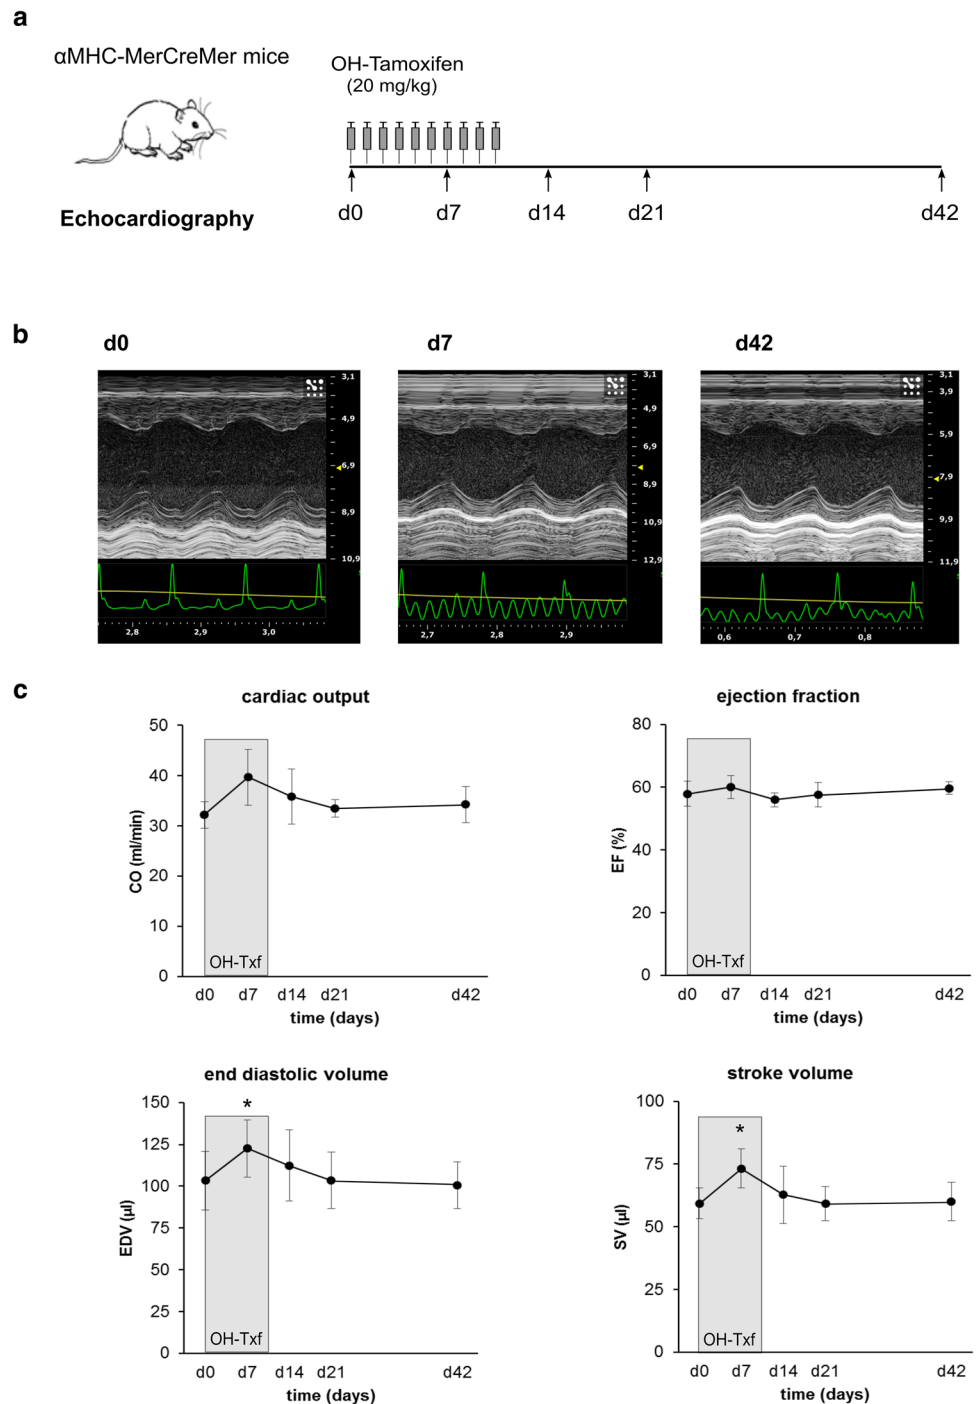 a
αMHC-MerCreMer mice
OH-Tamoxifen
(20 mg/kg)
Echocardiography
d0
d7
d14
d21
d42
b
d0
d7
d42
3,1
4,9
6,9
8,9
10,9
2,8
2,9
3,0
3,1
4,9
6,9
8,9
10,9
12,9
2,7
2,8
2,9
3,1
3,9
5,9
7,9
9,9
11,9
0,6
0,7
0,8
c
cardiac output
50
40
30
20
10
0
CO (ml/min)
OH-Txf
d0
d7
d14
d21
d42
time (days)
ejection fraction
80
60
40
20
0
EF (%)
OH-Txf
d0
d7
d14
d21
d42
time (days)
end diastolic volume
150
125
100
75
50
25
0
EDV (µl)
*
OH-Txf
d0
d7
d14
d21
d42
time (days)
stroke volume
100
75
50
25
0
SV (µl)
*
OH-Txf
d0
d7
d14
d21
d42
time (days)